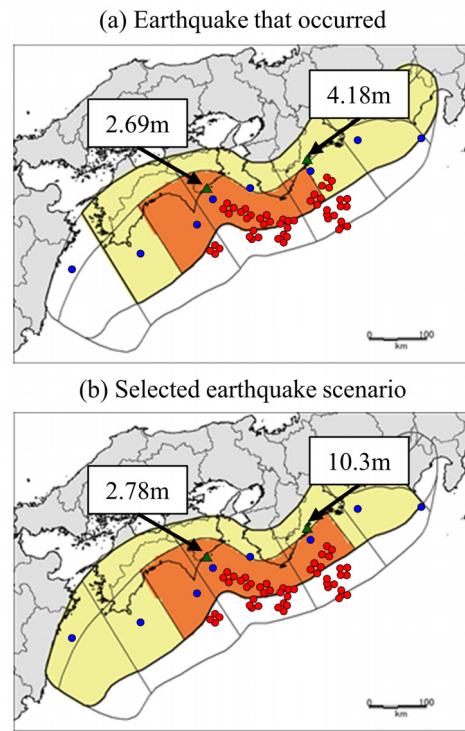 (a) Earthquake that occurred
4.18m
2.69m
0 100
km
(b) Selected earthquake scenario
10.3m
2.78m
0 100
km